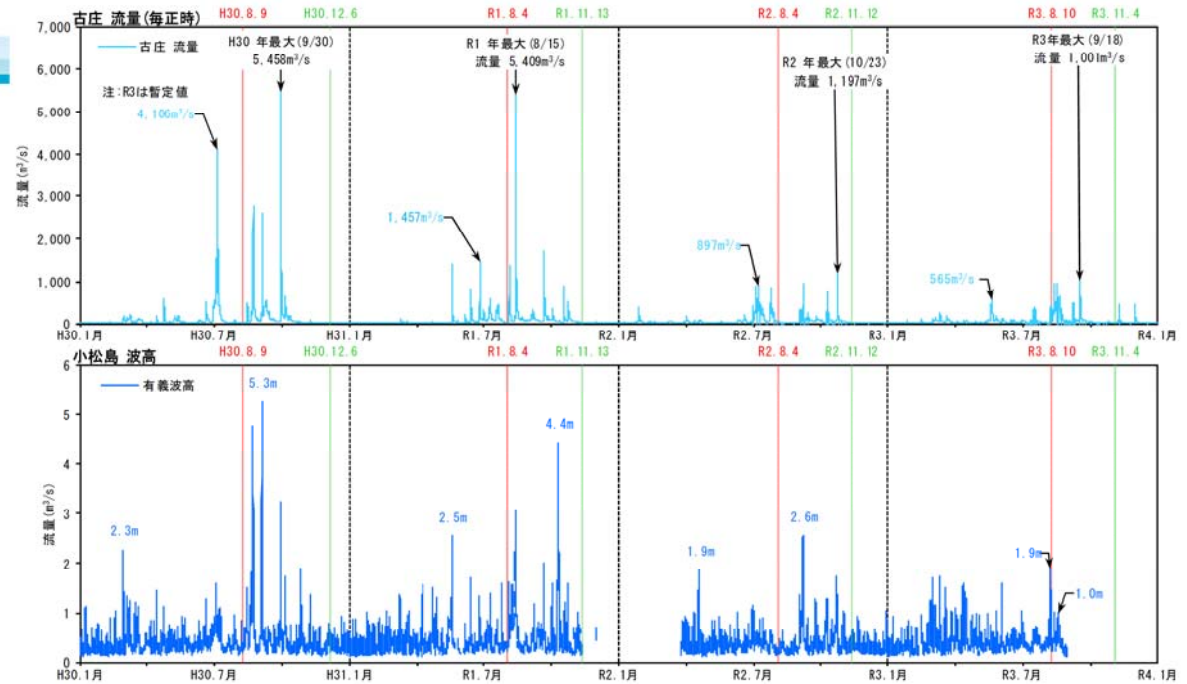 古庄 流量(毎正時)
H30.8.9
H30.12.6
R1.8.4
R1.11.13
R2.8.4
R2.11.12
R3.8.10
R3.11.4
7,000
6,000
5,000
4,000
3,000
2,000
1,000
0
流量(m³/s)
古庄 流量
注:R3は暫定値
4,100m³/s
H30 年最大(9/30)
5,458m³/s
1,457m³/s
R1 年最大(8/15)
流量 5,409m³/s
897m³/s
R2 年最大(10/23)
流量 1,197m³/s
565m³/s
R3年最大(9/18)
流量 1,001m³/s
H30.1月
H30.7月
H31.1月
R1.7月
R2.1月
R2.7月
R3.1月
R3.7月
R4.1月
小松島 波高
H30.8.9
H30.12.6
R1.8.4
R1.11.13
R2.8.4
R2.11.12
R3.8.10
R3.11.4
6
5
4
3
2
1
0
流量(m³/s)
有義波高
2.3m
5.3m
2.5m
4.4m
1.9m
2.6m
1.9m
1.0m
H30.1月
H30.7月
H31.1月
R1.7月
R2.1月
R2.7月
R3.1月
R3.7月
R4.1月